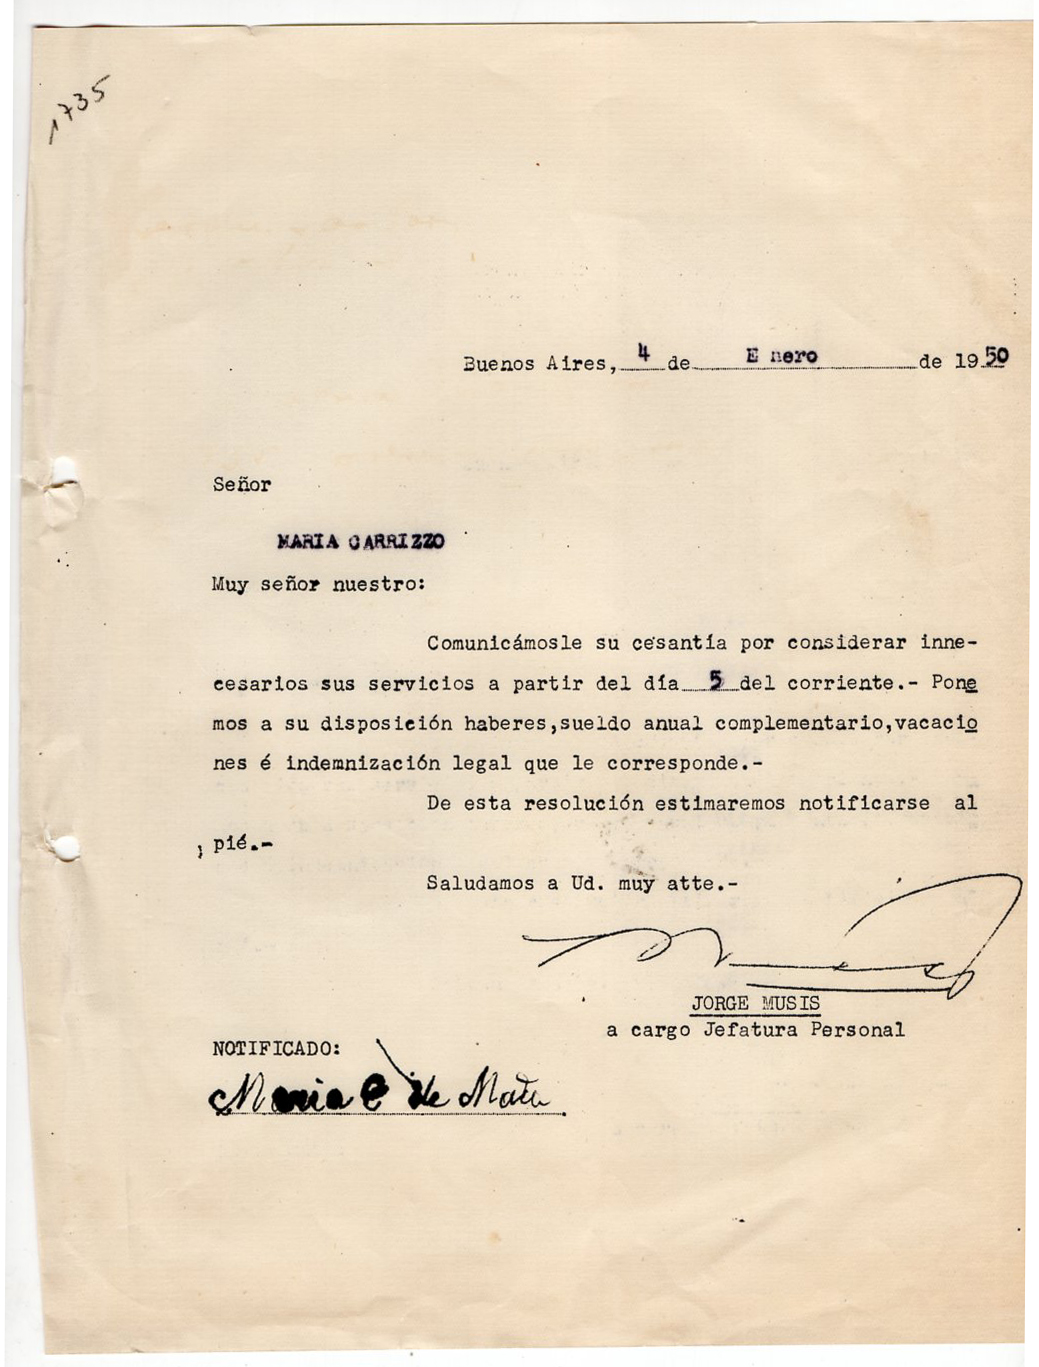 1735
Buenos Aires, 4 de Enero de 1950
Señor
MARIA CARRIZZO
Muy señor nuestro:
Comunicámosle su cesantía por considerar inne-
cesarios sus servicios a partir del día 5 del corriente.- Pone
mos a su disposición haberes,sueldo anual complementario,vacacio
nes é indemnización legal que le corresponde.-
De esta resolución estimaremos notificarse al
pié.-
Saludamos a Ud. muy atte.-
JORGE MUSIS
a cargo Jefatura Personal
NOTIFICADO:
Maria C de